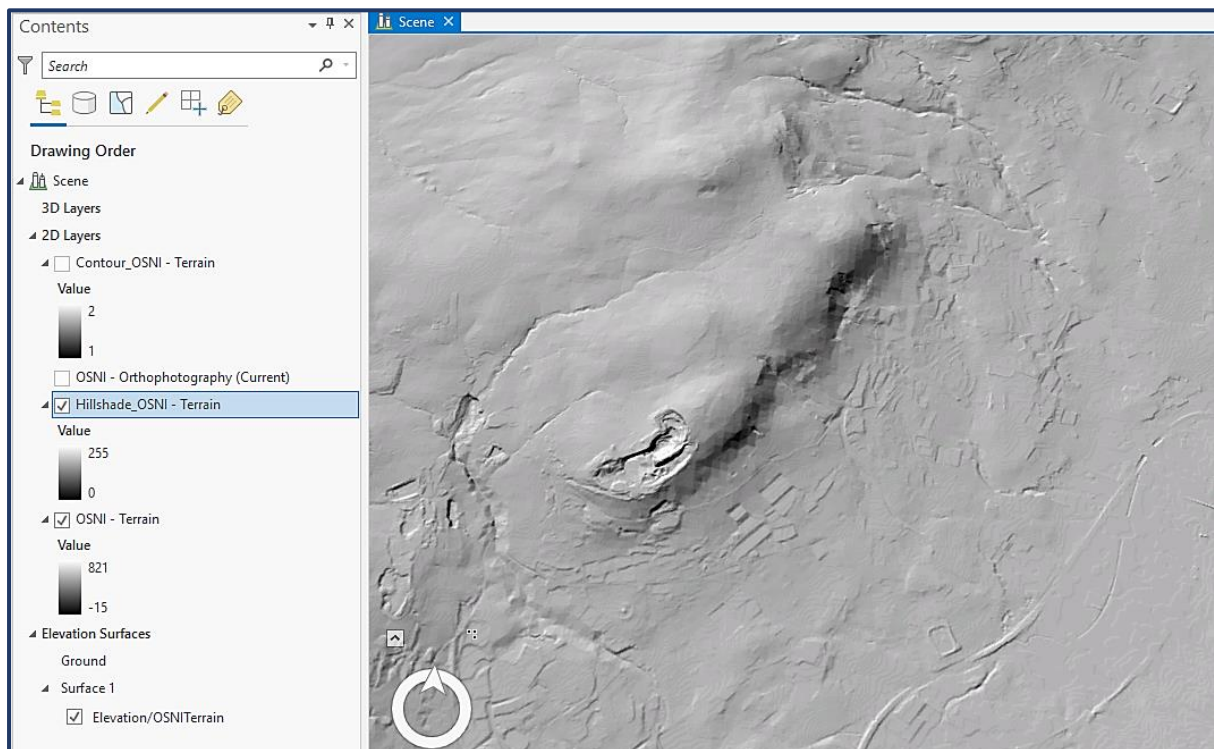 Contents
Scene
Search
Drawing Order
Scene
3D Layers
2D Layers
Contour_OSNI - Terrain
Value
2
1
OSNI - Orthophotography (Current)
Hillshade_OSNI - Terrain
Value
255
0
OSNI - Terrain
Value
821
-15
Elevation Surfaces
Ground
Surface 1
Elevation/OSNITerrain